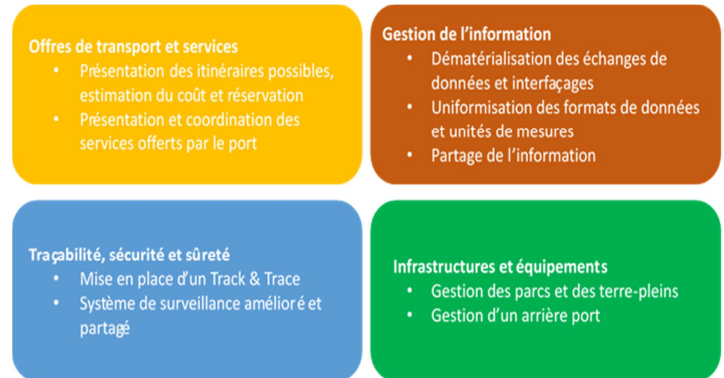 Offres de transport et services
• Présentation des itinéraires possibles,
estimation du coût et réservation
• Présentation et coordination des
services offerts par le port
Gestion de l'information
• Dématérialisation des échanges de
données et interfaçages
• Uniformisation des formats de données
et unités de mesures
• Partage de l'information
Traçabilité, sécurité et sûreté
• Mise en place d'un Track & Trace
• Système de surveillance amélioré et
partagé
Infrastructures et équipements
• Gestion des parcs et des terre-pleins
• Gestion d'un arrière port